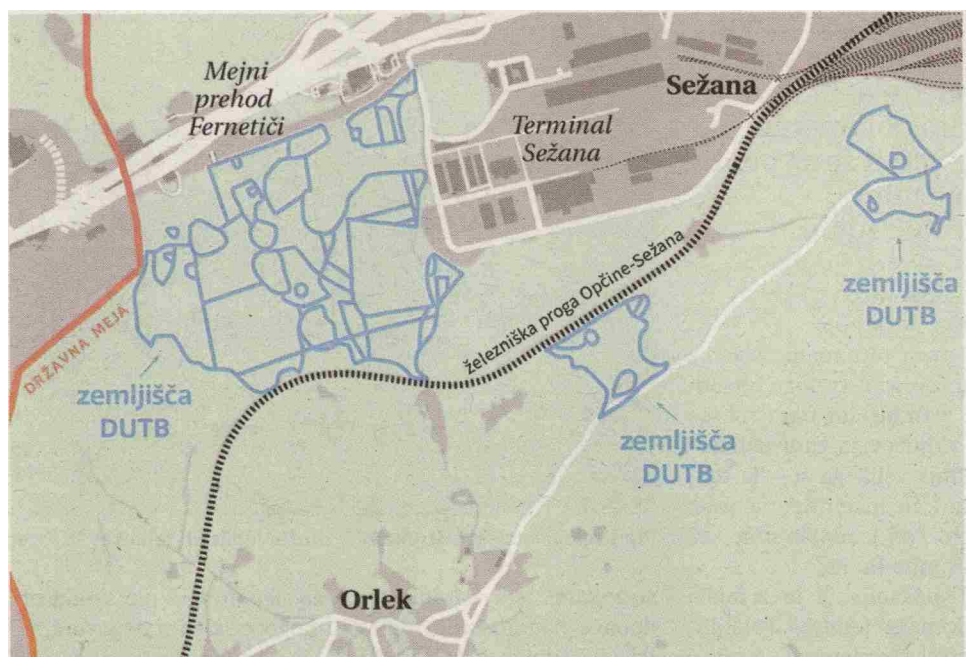 Mejni
prehod
Fernetiči
Sežana
Terminal
Sežana
železniška proga Opčine-Sežana
zemljišča
DUTB
DRŽAVNA MEJA
zemljišča
DUTB
zemljišča
DUTB
Orlek